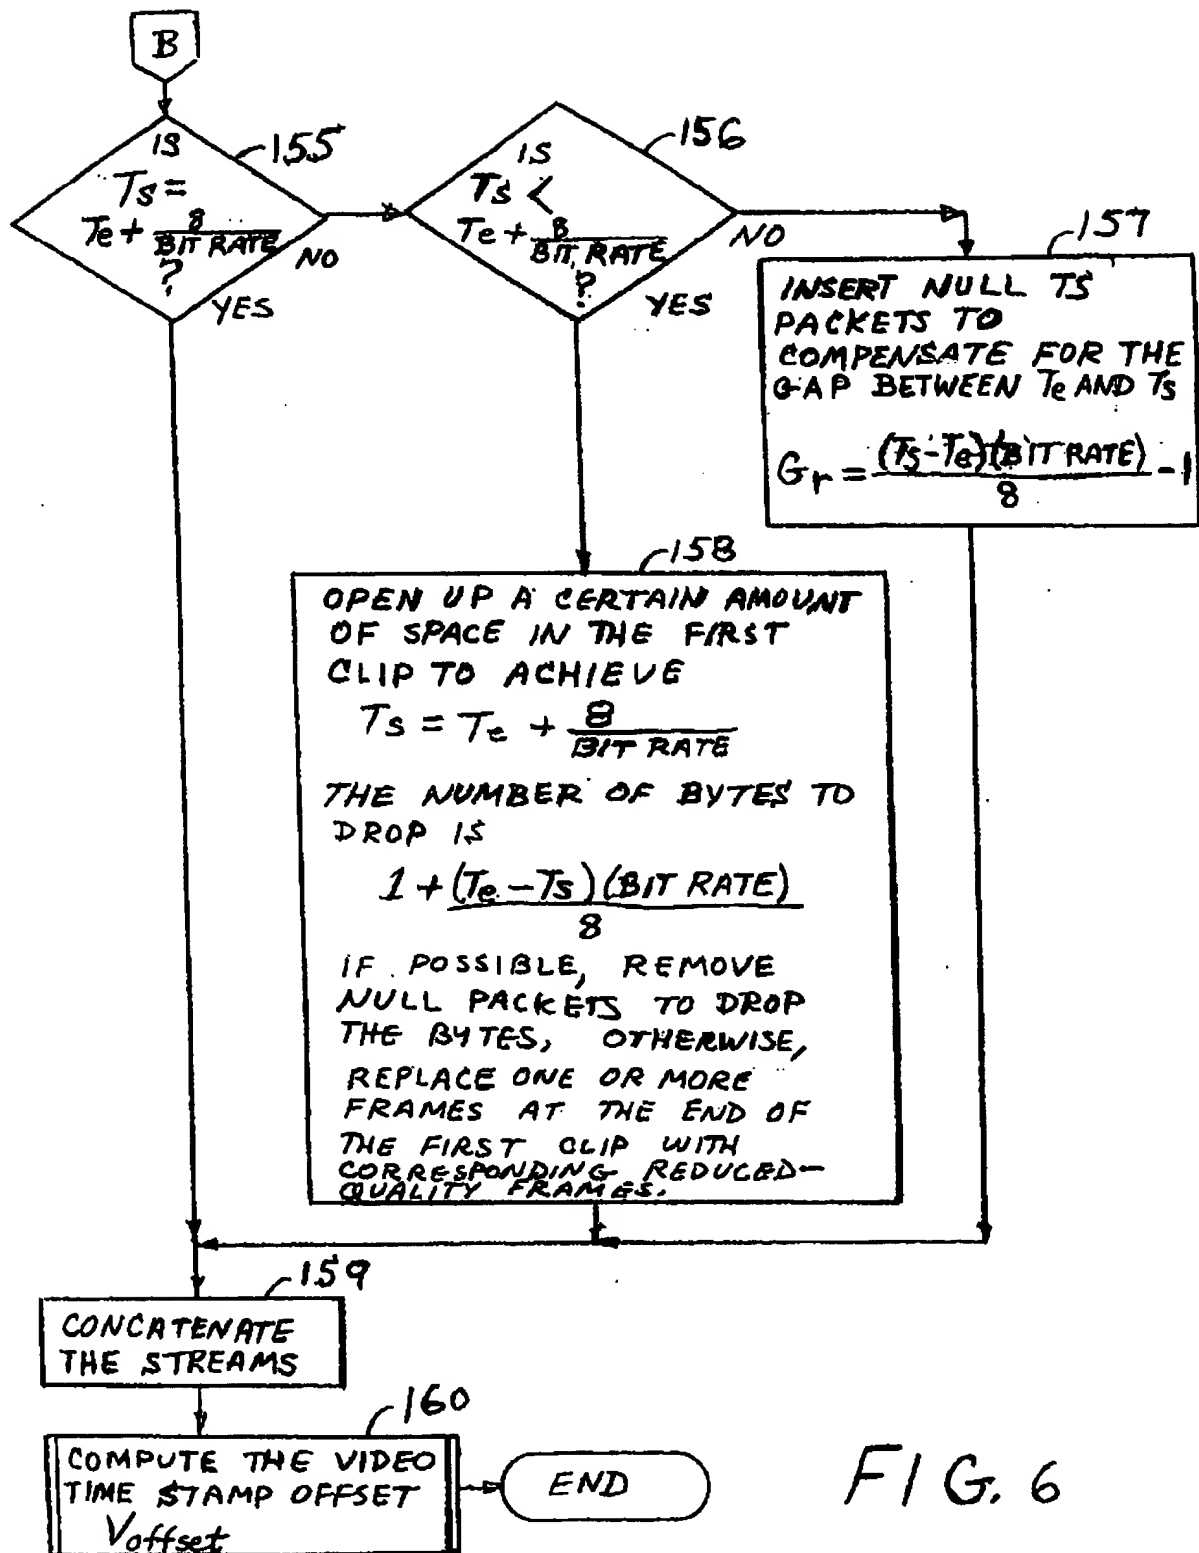 B
IS
Ts =
Te + 8/BIT RATE
?
155
NO
YES
IS
Ts <
Te + 8/BIT RATE
?
156
NO
YES
157
INSERT NULL TS
PACKETS TO
COMPENSATE FOR THE
GAP BETWEEN Te AND Ts
Gr = (Ts-Te)(BIT RATE)/8 - 1
158
OPEN UP A CERTAIN AMOUNT
OF SPACE IN THE FIRST
CLIP TO ACHIEVE
Ts = Te + 8/BIT RATE
THE NUMBER OF BYTES TO
DROP IS
1 + (Te - Ts)(BIT RATE)/8
IF POSSIBLE, REMOVE
NULL PACKETS TO DROP
THE BYTES, OTHERWISE,
REPLACE ONE OR MORE
FRAMES AT THE END OF
THE FIRST CLIP WITH
CORRESPONDING REDUCED-
QUALITY FRAMES.
159
CONCATENATE
THE STREAMS
160
COMPUTE THE VIDEO
TIME STAMP OFFSET
Voffset
END
FIG. 6